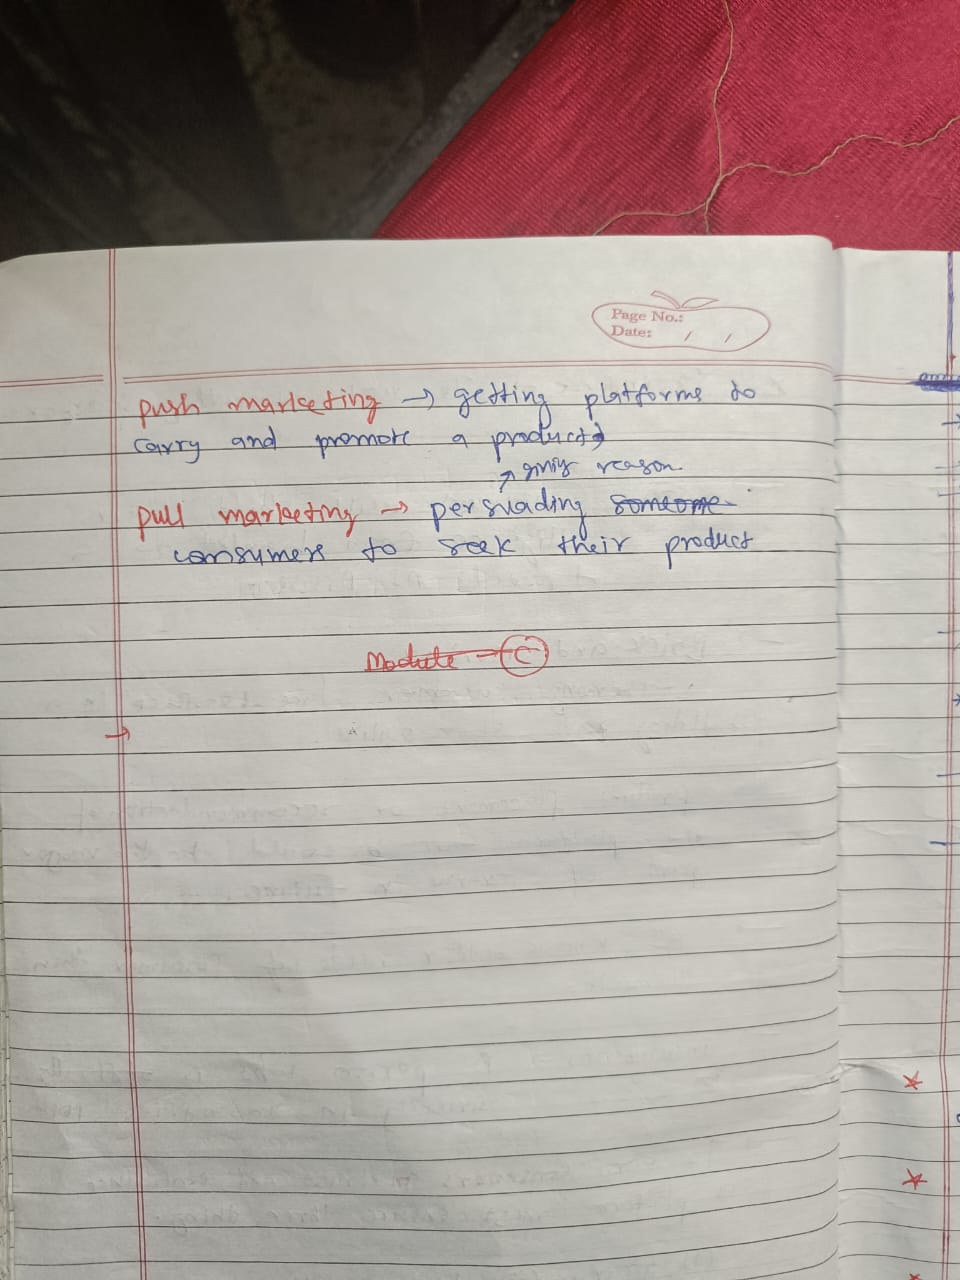 Page No.:
Date: / /
push marketing → getting platforms to
carry and promote a product
↗ reason
pull marketing → persuading someone
consumers to seek their product
Module - C
→